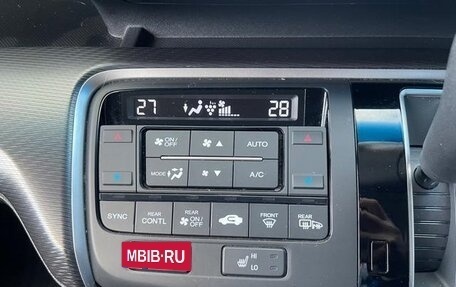 27 28
ON/OFF AUTO
MODE A/C
SYNC REAR CONTL REAR ON/OFF FRONT REAR
MBIB-RU
HI
LO